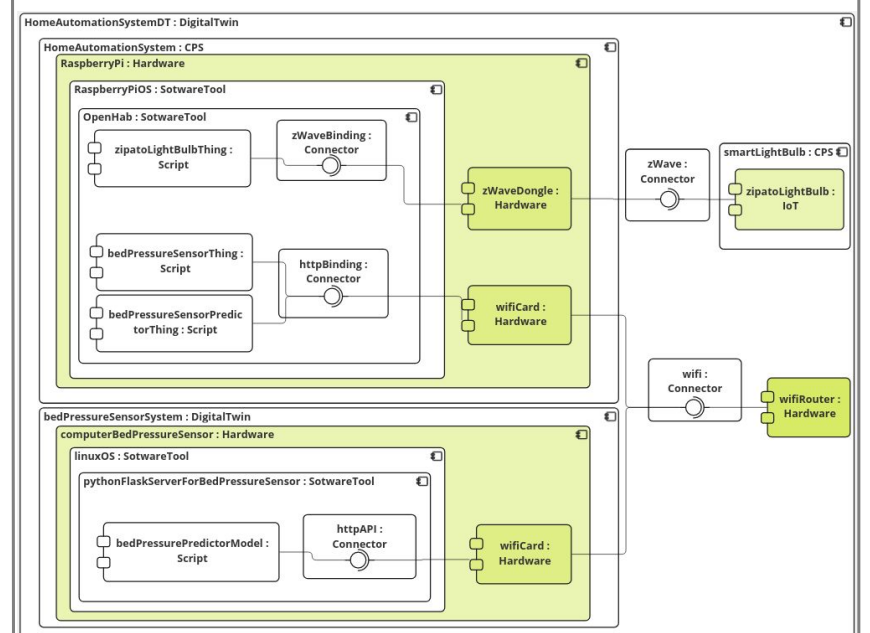 HomeAutomationSystemDT : DigitalTwin
HomeAutomationSystem : CPS
RaspberryPi : Hardware
RaspberryPiOS : SotwareTool
OpenHab : SotwareTool
zipatoLightBulbThing :
Script
zWaveBinding :
Connector
zWaveDongle :
Hardware
zWave :
Connector
smartLightBulb : CPS
zipatoLightBulb :
IoT
bedPressureSensorThing :
Script
httpBinding :
Connector
bedPressureSensorPredic
torThing : Script
wifiCard :
Hardware
wifi :
Connector
wifiRouter :
Hardware
bedPressureSensorSystem : DigitalTwin
computerBedPressureSensor : Hardware
linuxOS : SotwareTool
pythonFlaskServerForBedPressureSensor : SotwareTool
bedPressurePredictorModel :
Script
httpAPI :
Connector
wifiCard :
Hardware